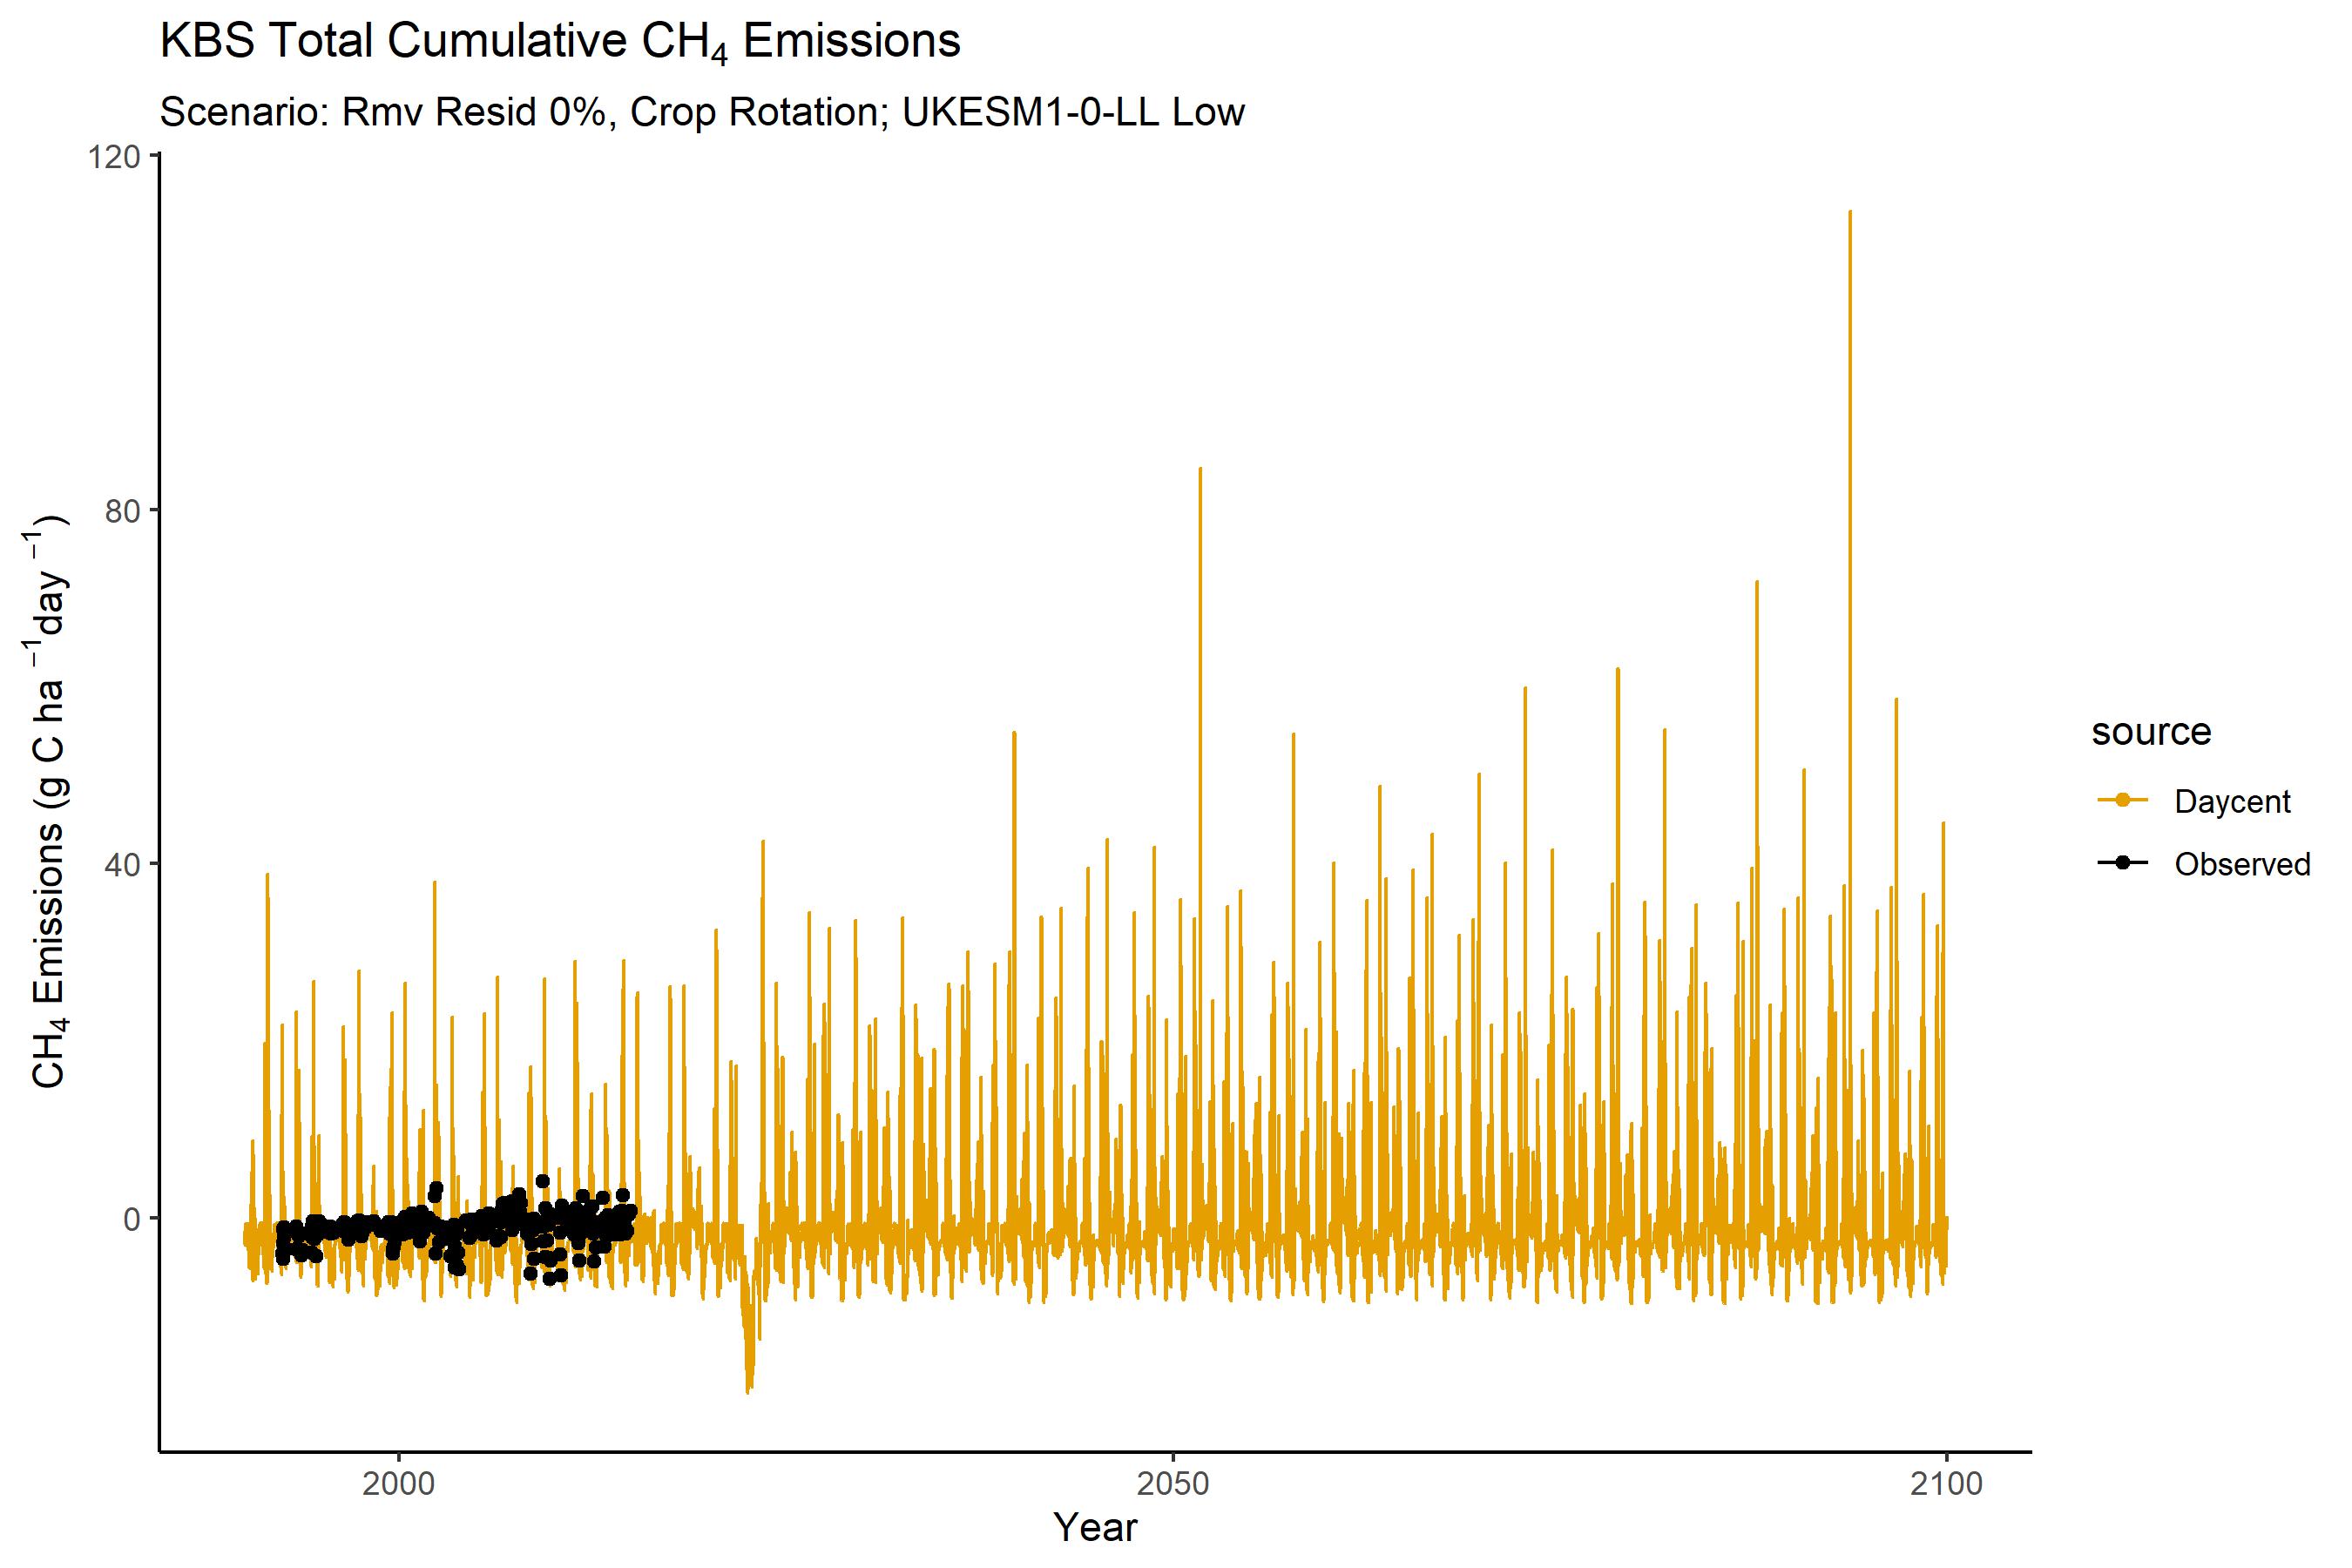 KBS Total Cumulative CH₄ Emissions
Scenario: Rmv Resid 0%, Crop Rotation; UKESM1-0-LL Low
120
80
40
0
CH₄ Emissions (g C ha ⁻¹day ⁻¹)
2000
2050
2100
Year
source
Daycent
Observed